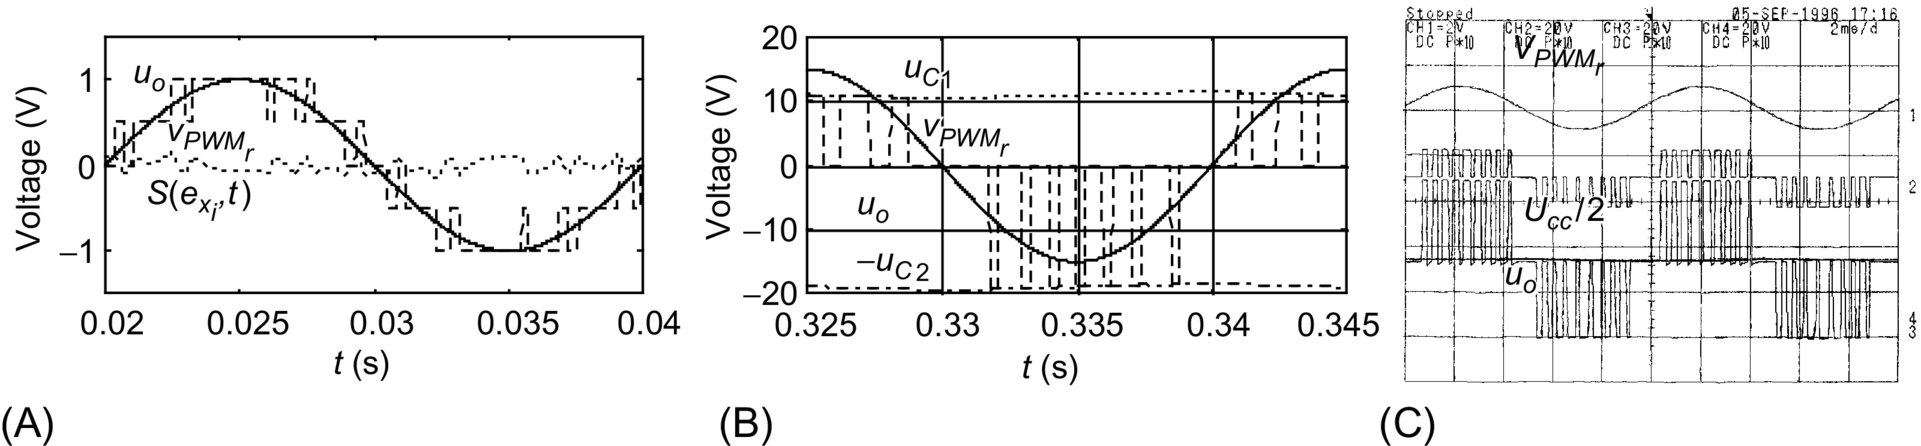 Voltage (V)
1
0
−1
u_o
v_PWM_r
S(e_x_i,t)
0.02 0.025 0.03 0.035 0.04
t (s)
(A)
Voltage (V)
20
10
0
−10
−20
u_C1
v_PWM_r
u_o
−u_C2
0.325 0.33 0.335 0.34 0.345
t (s)
(B)
Stopped 05-SEP-1996 17:16
CH1=2V CH2=20V CH3=20V CH4=20V 2ms/d
DC P*10 DC P*10 DC P*10 DC P*10
v_PWM_r
1
2
U_cc/2
u_o
4
3
(C)